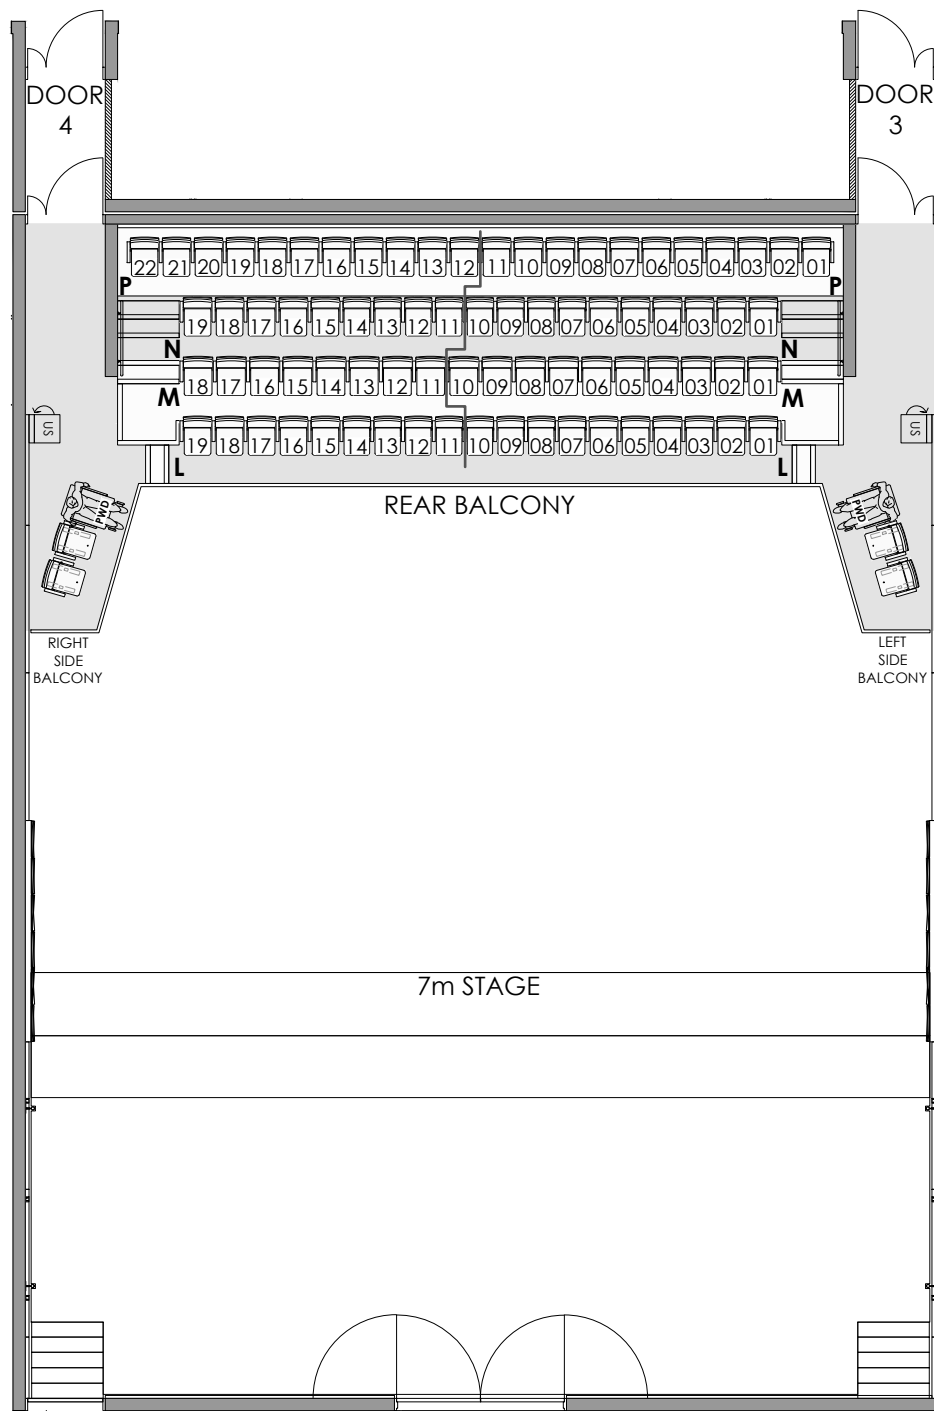 DOOR
4
DOOR
3
22 21 20 19 18 17 16 15 14 13 12 11 10 09 08 07 06 05 04 03 02 01
P P
19 18 17 16 15 14 13 12 11 10 09 08 07 06 05 04 03 02 01
N N
18 17 16 15 14 13 12 11 10 09 08 07 06 05 04 03 02 01
M M
US US
19 18 17 16 15 14 13 12 11 10 09 08 07 06 05 04 03 02 01
L L
REAR BALCONY
PWD PWD
RIGHT
SIDE
BALCONY
LEFT
SIDE
BALCONY
7m STAGE